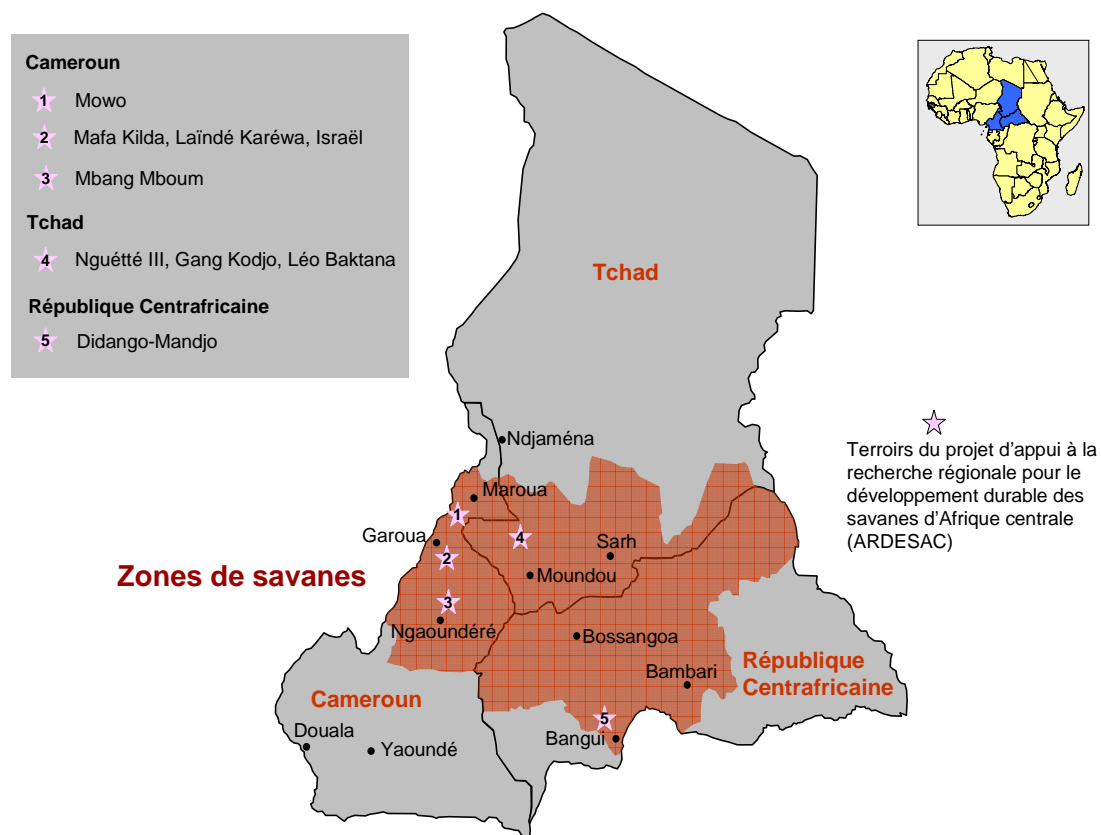 Cameroun
1 Mowo
2 Mafa Kilda, Laïndé Karéwa, Israël
3 Mbang Mboum
Tchad
4 Nguétté III, Gang Kodjo, Léo Baktana
République Centrafricaine
5 Didango-Mandjo
Tchad
Ndjaména
Maroua
1
Garoua
4
Sarh
2
Zones de savanes
Moundou
3
Ngaoundéré
Bossangoa
Bambari
République
Centrafricaine
Cameroun
5
Douala
Bangui
Yaoundé
Terroirs du projet d'appui à la
recherche régionale pour le
développement durable des
savanes d'Afrique centrale
(ARDESAC)